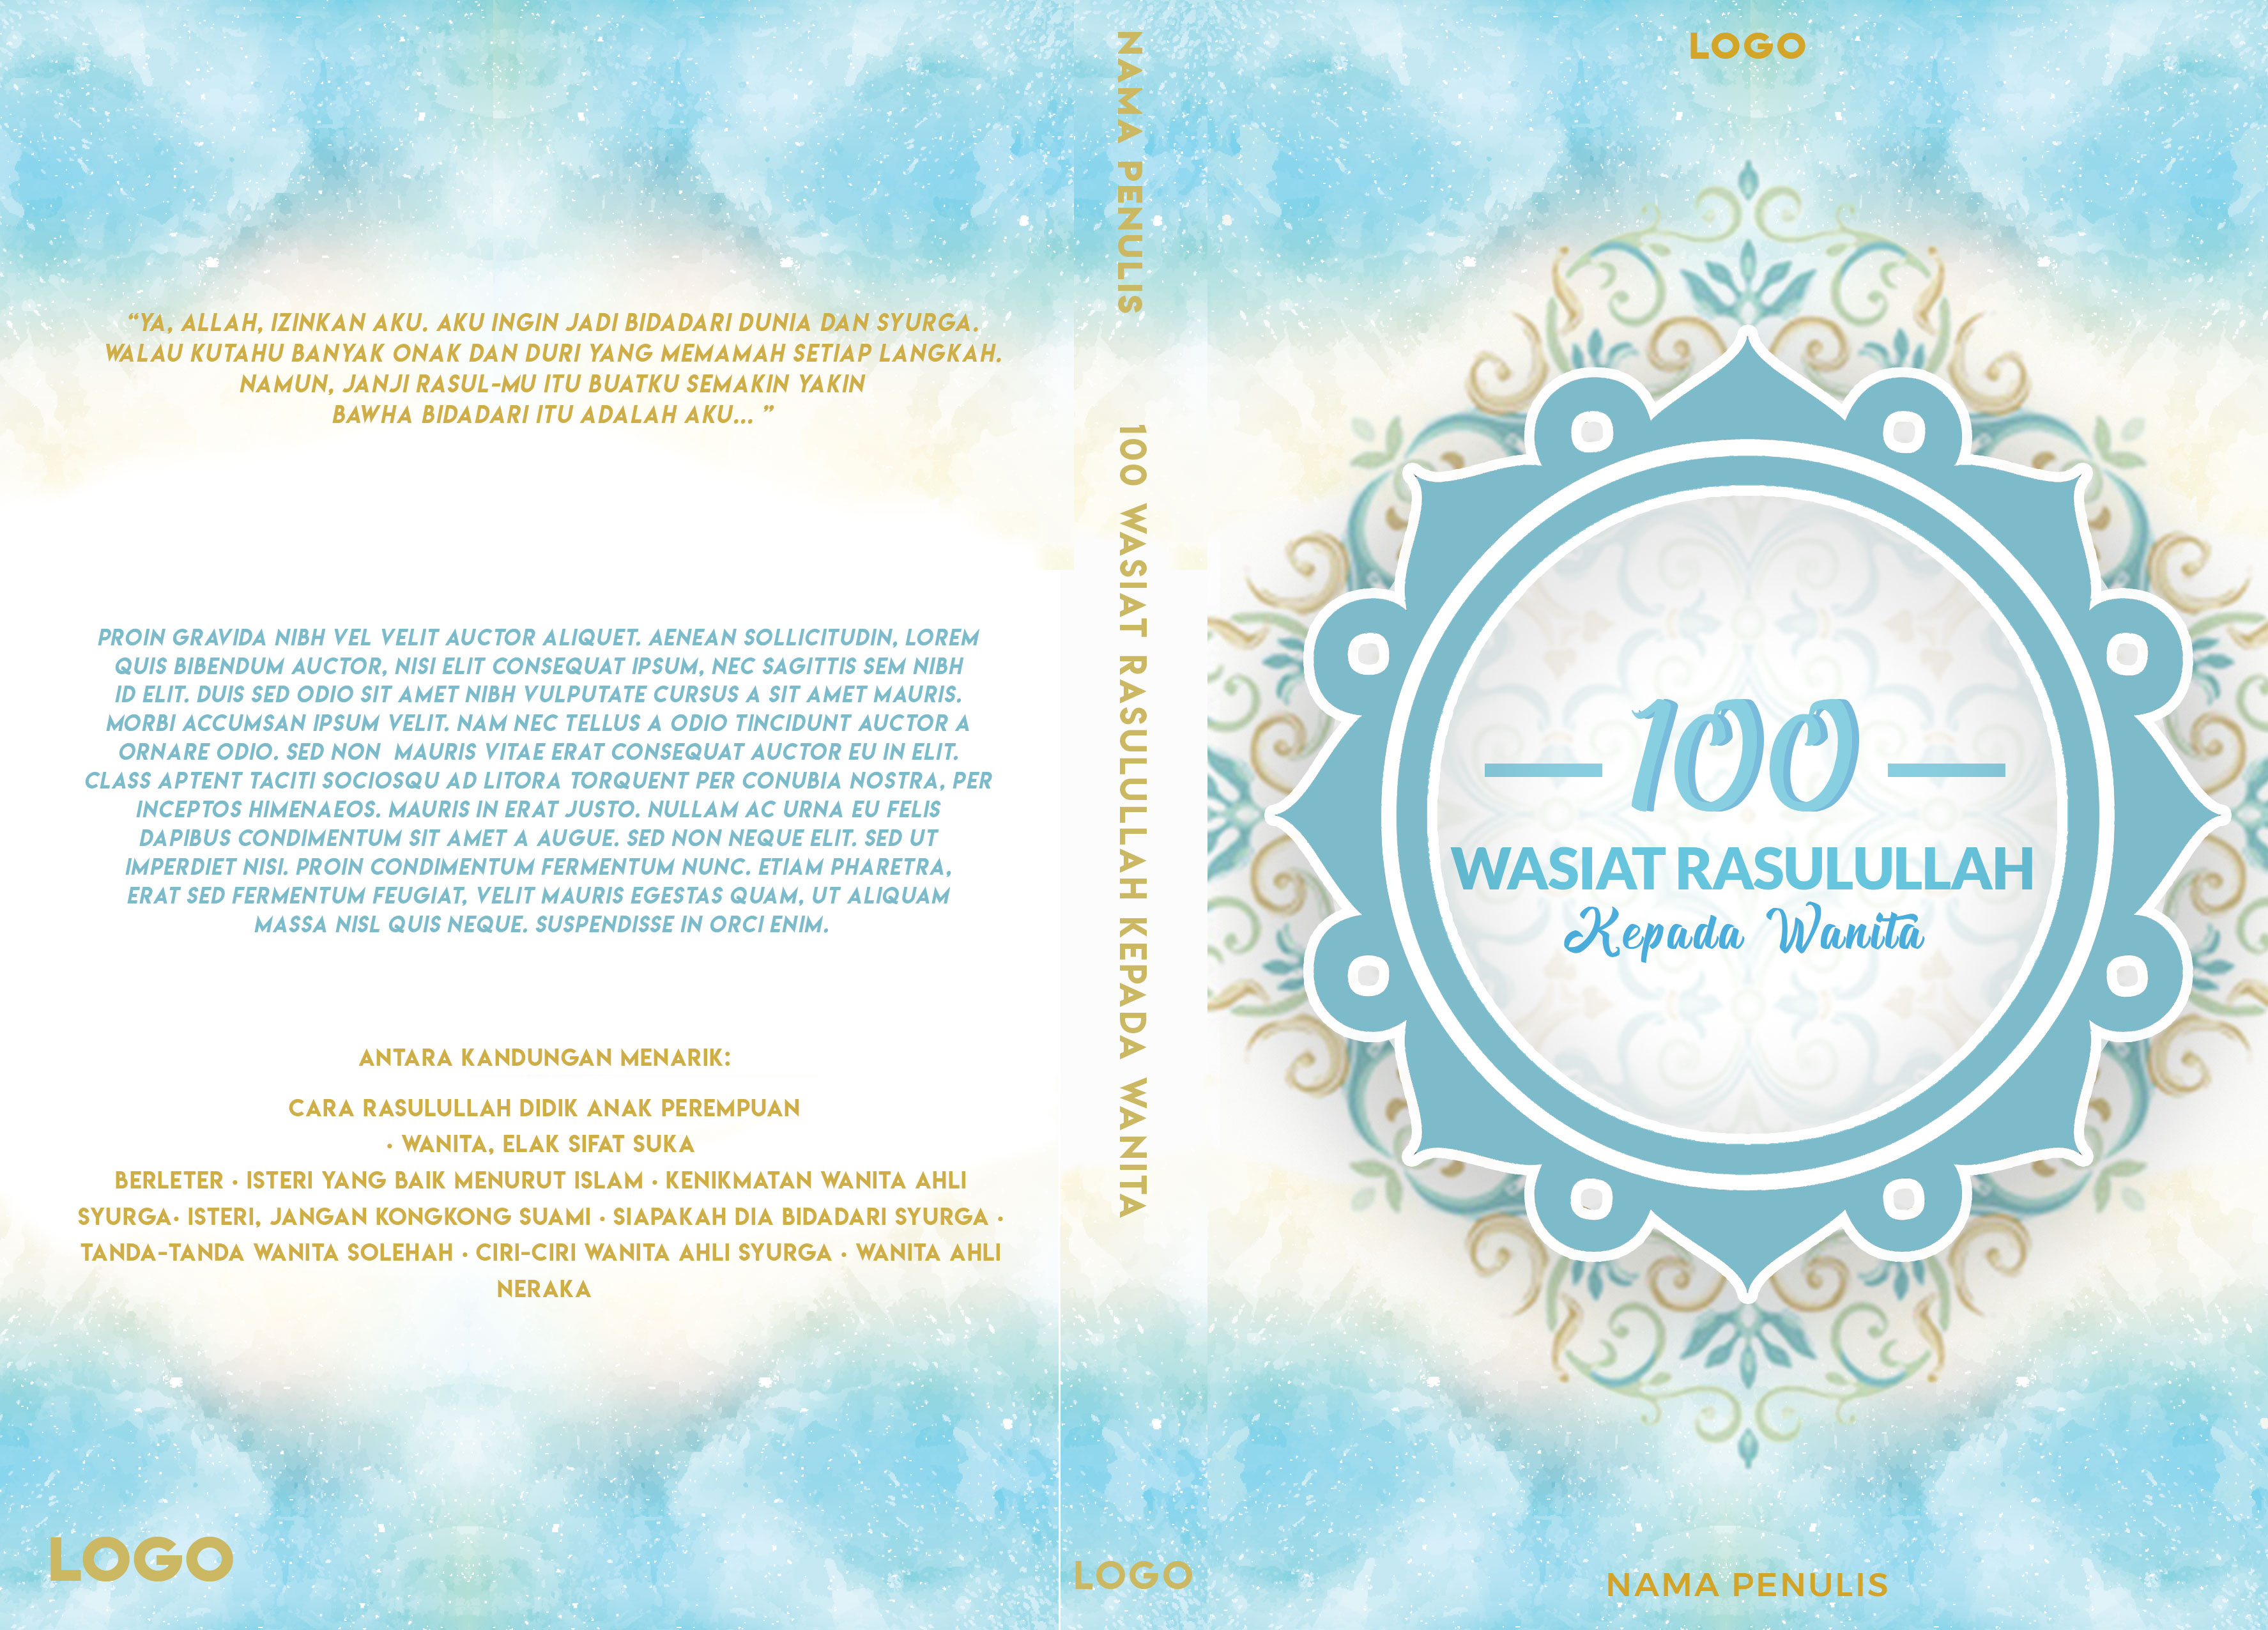 “YA, ALLAH, IZINKAN AKU. AKU INGIN JADI BIDADARI DUNIA DAN SYURGA.
WALAU KUTAHU BANYAK ONAK DAN DURI YANG MEMAMAH SETIAP LANGKAH.
NAMUN, JANJI RASUL-MU ITU BUATKU SEMAKIN YAKIN
BAWHA BIDADARI ITU ADALAH AKU... ”
PROIN GRAVIDA NIBH VEL VELIT AUCTOR ALIQUET. AENEAN SOLLICITUDIN, LOREM
QUIS BIBENDUM AUCTOR, NISI ELIT CONSEQUAT IPSUM, NEC SAGITTIS SEM NIBH
ID ELIT. DUIS SED ODIO SIT AMET NIBH VULPUTATE CURSUS A SIT AMET MAURIS.
MORBI ACCUMSAN IPSUM VELIT. NAM NEC TELLUS A ODIO TINCIDUNT AUCTOR A
ORNARE ODIO. SED NON  MAURIS VITAE ERAT CONSEQUAT AUCTOR EU IN ELIT.
CLASS APTENT TACITI SOCIOSQU AD LITORA TORQUENT PER CONUBIA NOSTRA, PER
INCEPTOS HIMENAEOS. MAURIS IN ERAT JUSTO. NULLAM AC URNA EU FELIS
DAPIBUS CONDIMENTUM SIT AMET A AUGUE. SED NON NEQUE ELIT. SED UT
IMPERDIET NISI. PROIN CONDIMENTUM FERMENTUM NUNC. ETIAM PHARETRA,
ERAT SED FERMENTUM FEUGIAT, VELIT MAURIS EGESTAS QUAM, UT ALIQUAM
MASSA NISL QUIS NEQUE. SUSPENDISSE IN ORCI ENIM.
ANTARA KANDUNGAN MENARIK:
CARA RASULULLAH DIDIK ANAK PEREMPUAN
• WANITA, ELAK SIFAT SUKA
BERLETER • ISTERI YANG BAIK MENURUT ISLAM • KENIKMATAN WANITA AHLI
SYURGA• ISTERI, JANGAN KONGKONG SUAMI • SIAPAKAH DIA BIDADARI SYURGA •
TANDA-TANDA WANITA SOLEHAH • CIRI-CIRI WANITA AHLI SYURGA • WANITA AHLI
NERAKA
LOGO
NAMA PENULIS
100 WASIAT RASULULLAH KEPADA WANITA
LOGO
LOGO
100
WASIAT RASULULLAH
Kepada Wanita
NAMA PENULIS